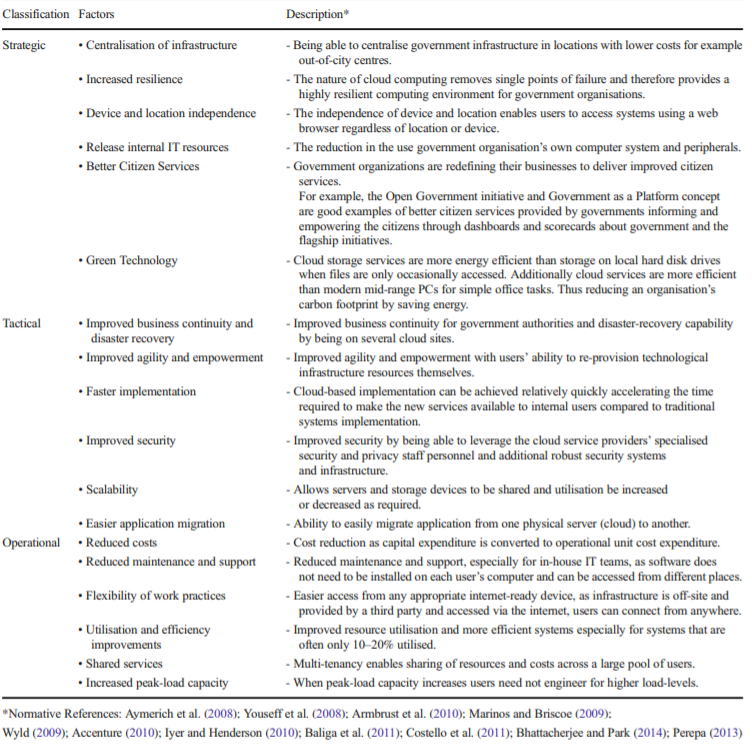 Classification Factors Description*
Strategic • Centralisation of infrastructure - Being able to centralise government infrastructure in locations with lower costs for example
out-of-city centres.
• Increased resilience - The nature of cloud computing removes single points of failure and therefore provides a
highly resilient computing environment for government organisations.
• Device and location independence - The independence of device and location enables users to access systems using a web
browser regardless of location or device.
• Release internal IT resources - The reduction in the use government organisation's own computer system and peripherals.
• Better Citizen Services - Government organizations are redefining their businesses to deliver improved citizen
services.
For example, the Open Government initiative and Government as a Platform concept
are good examples of better citizen services provided by governments informing and
empowering the citizens through dashboards and scorecards about government and the
flagship initiatives.
• Green Technology - Cloud storage services are more energy efficient than storage on local hard disk drives
when files are only occasionally accessed. Additionally cloud services are more efficient
than modern mid-range PCs for simple office tasks. Thus reducing an organisation's
carbon footprint by saving energy.
Tactical • Improved business continuity and - Improved business continuity for government authorities and disaster-recovery capability
disaster recovery by being on several cloud sites.
• Improved agility and empowerment - Improved agility and empowerment with users' ability to re-provision technological
infrastructure resources themselves.
• Faster implementation - Cloud-based implementation can be achieved relatively quickly accelerating the time
required to make the new services available to internal users compared to traditional
systems implementation.
• Improved security - Improved security by being able to leverage the cloud service providers' specialised
security and privacy staff personnel and additional robust security systems
and infrastructure.
• Scalability - Allows servers and storage devices to be shared and utilisation be increased
or decreased as required.
• Easier application migration - Ability to easily migrate application from one physical server (cloud) to another.
Operational • Reduced costs - Cost reduction as capital expenditure is converted to operational unit cost expenditure.
• Reduced maintenance and support - Reduced maintenance and support, especially for in-house IT teams, as software does
not need to be installed on each user's computer and can be accessed from different places.
• Flexibility of work practices - Easier access from any appropriate internet-ready device, as infrastructure is off-site and
provided by a third party and accessed via the internet, users can connect from anywhere.
• Utilisation and efficiency - Improved resource utilisation and more efficient systems especially for systems that are
improvements often only 10–20% utilised.
• Shared services - Multi-tenancy enables sharing of resources and costs across a large pool of users.
• Increased peak-load capacity - When peak-load capacity increases users need not engineer for higher load-levels.
*Normative References: Aymerich et al. (2008); Youseff et al. (2008); Armbrust et al. (2010); Marinos and Briscoe (2009);
Wyld (2009); Accenture (2010); Iyer and Henderson (2010); Baliga et al. (2011); Costello et al. (2011); Bhattacherjee and Park (2014); Perepa (2013)